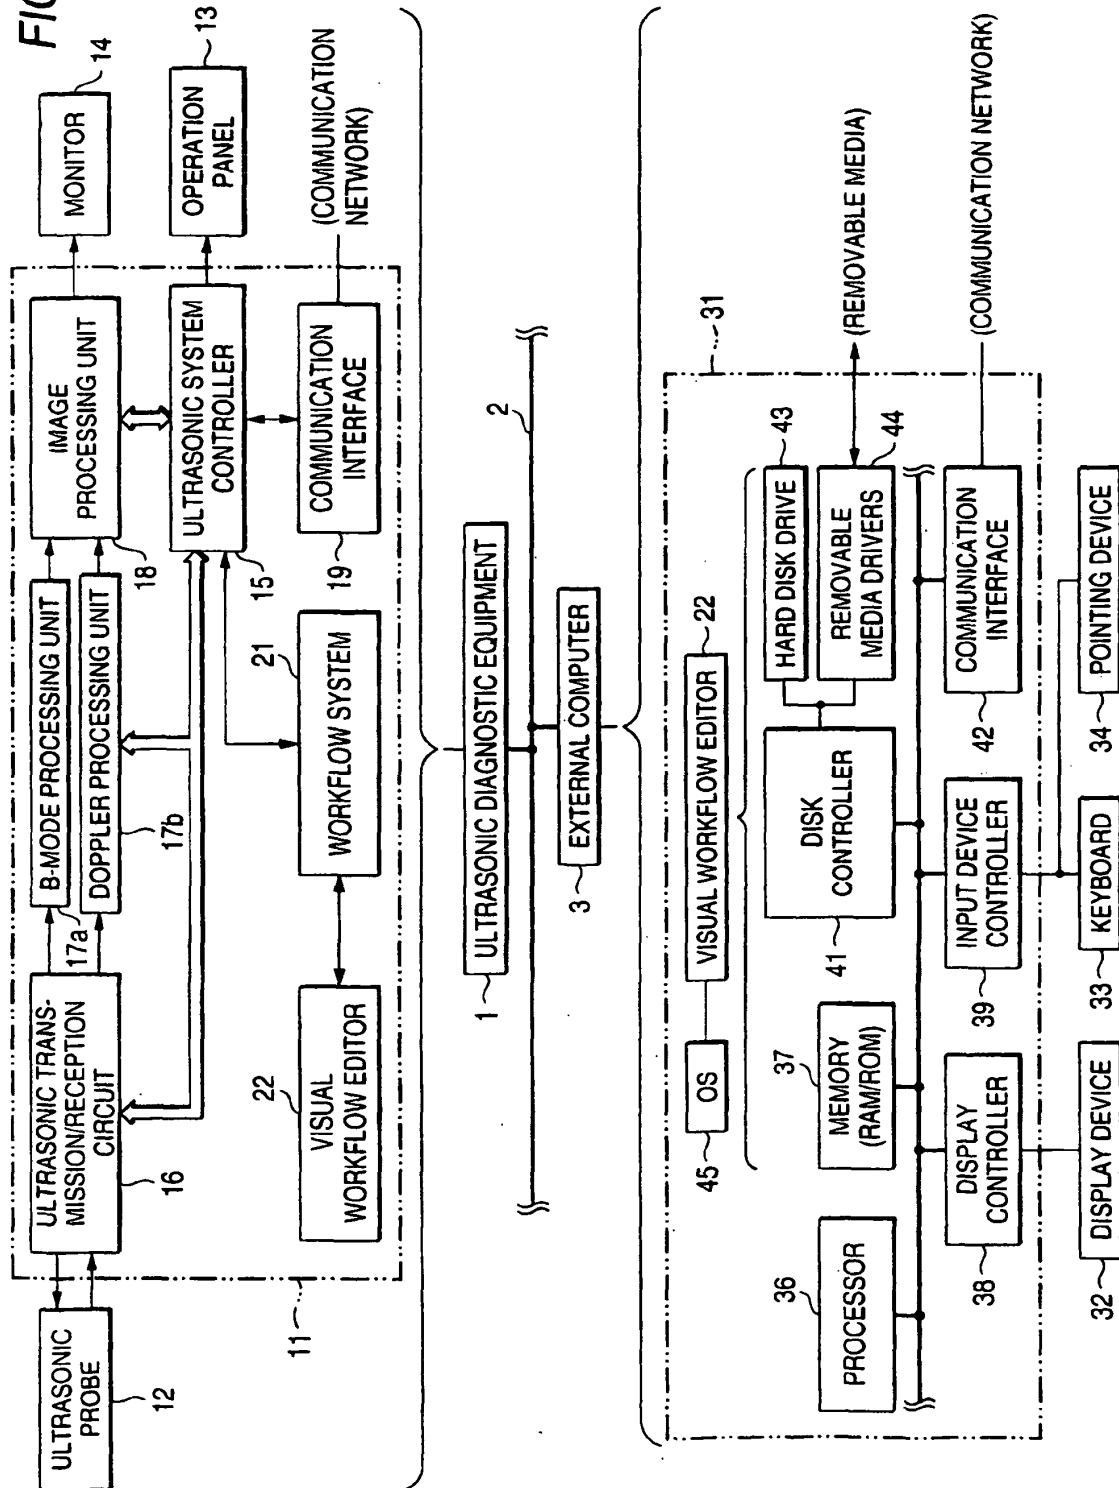 FIG
ULTRASONIC
PROBE
12
11
ULTRASONIC TRANS-
MISSION/RECEPTION
CIRCUIT
16
B-MODE PROCESSING UNIT
17a
DOPPLER PROCESSING UNIT
17b
IMAGE
PROCESSING UNIT
18
MONITOR
14
ULTRASONIC SYSTEM
CONTROLLER
15
OPERATION
PANEL
13
VISUAL
WORKFLOW EDITOR
22
WORKFLOW SYSTEM
21
COMMUNICATION
INTERFACE
19
(COMMUNICATION
NETWORK)
1
ULTRASONIC DIAGNOSTIC EQUIPMENT
2
3
EXTERNAL COMPUTER
31
45
OS
VISUAL WORKFLOW EDITOR
22
PROCESSOR
36
MEMORY
(RAM/ROM)
37
DISK
CONTROLLER
41
HARD DISK DRIVE
43
REMOVABLE
MEDIA DRIVERS
44
(REMOVABLE MEDIA)
DISPLAY
CONTROLLER
38
INPUT DEVICE
CONTROLLER
39
COMMUNICATION
INTERFACE
42
(COMMUNICATION NETWORK)
32
DISPLAY DEVICE
33
KEYBOARD
34
POINTING DEVICE